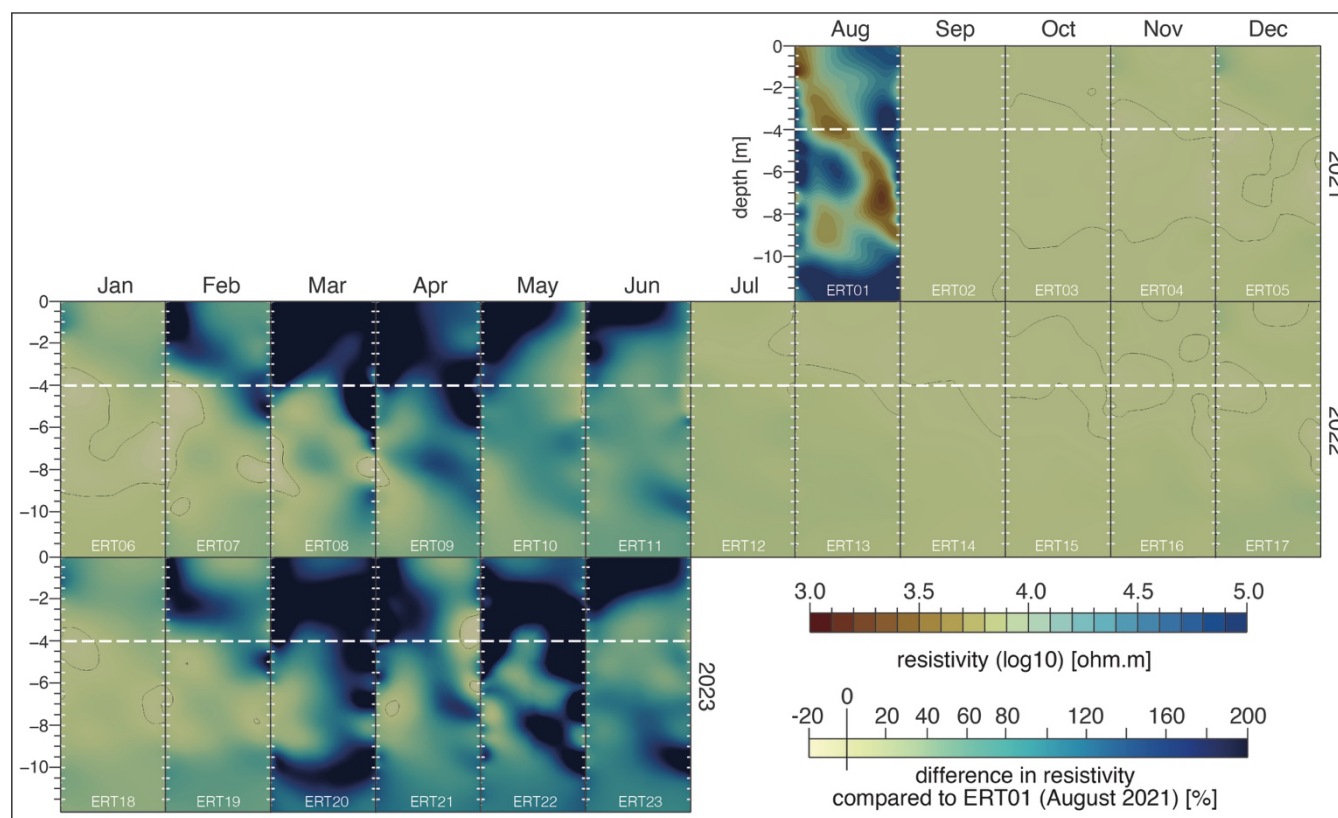 Aug Sep Oct Nov Dec
0
−2
−4
−6
−8
−10
depth [m]
2021
ERT01 ERT02 ERT03 ERT04 ERT05
Jan Feb Mar Apr May Jun Jul
0
−2
−4
−6
−8
−10
2022
ERT06 ERT07 ERT08 ERT09 ERT10 ERT11 ERT12 ERT13 ERT14 ERT15 ERT16 ERT17
0
−2
−4
−6
−8
−10
2023
ERT18 ERT19 ERT20 ERT21 ERT22 ERT23
3.0 3.5 4.0 4.5 5.0
resistivity (log10) [ohm.m]
0
-20 20 40 60 80 120 160 200
difference in resistivity
compared to ERT01 (August 2021) [%]